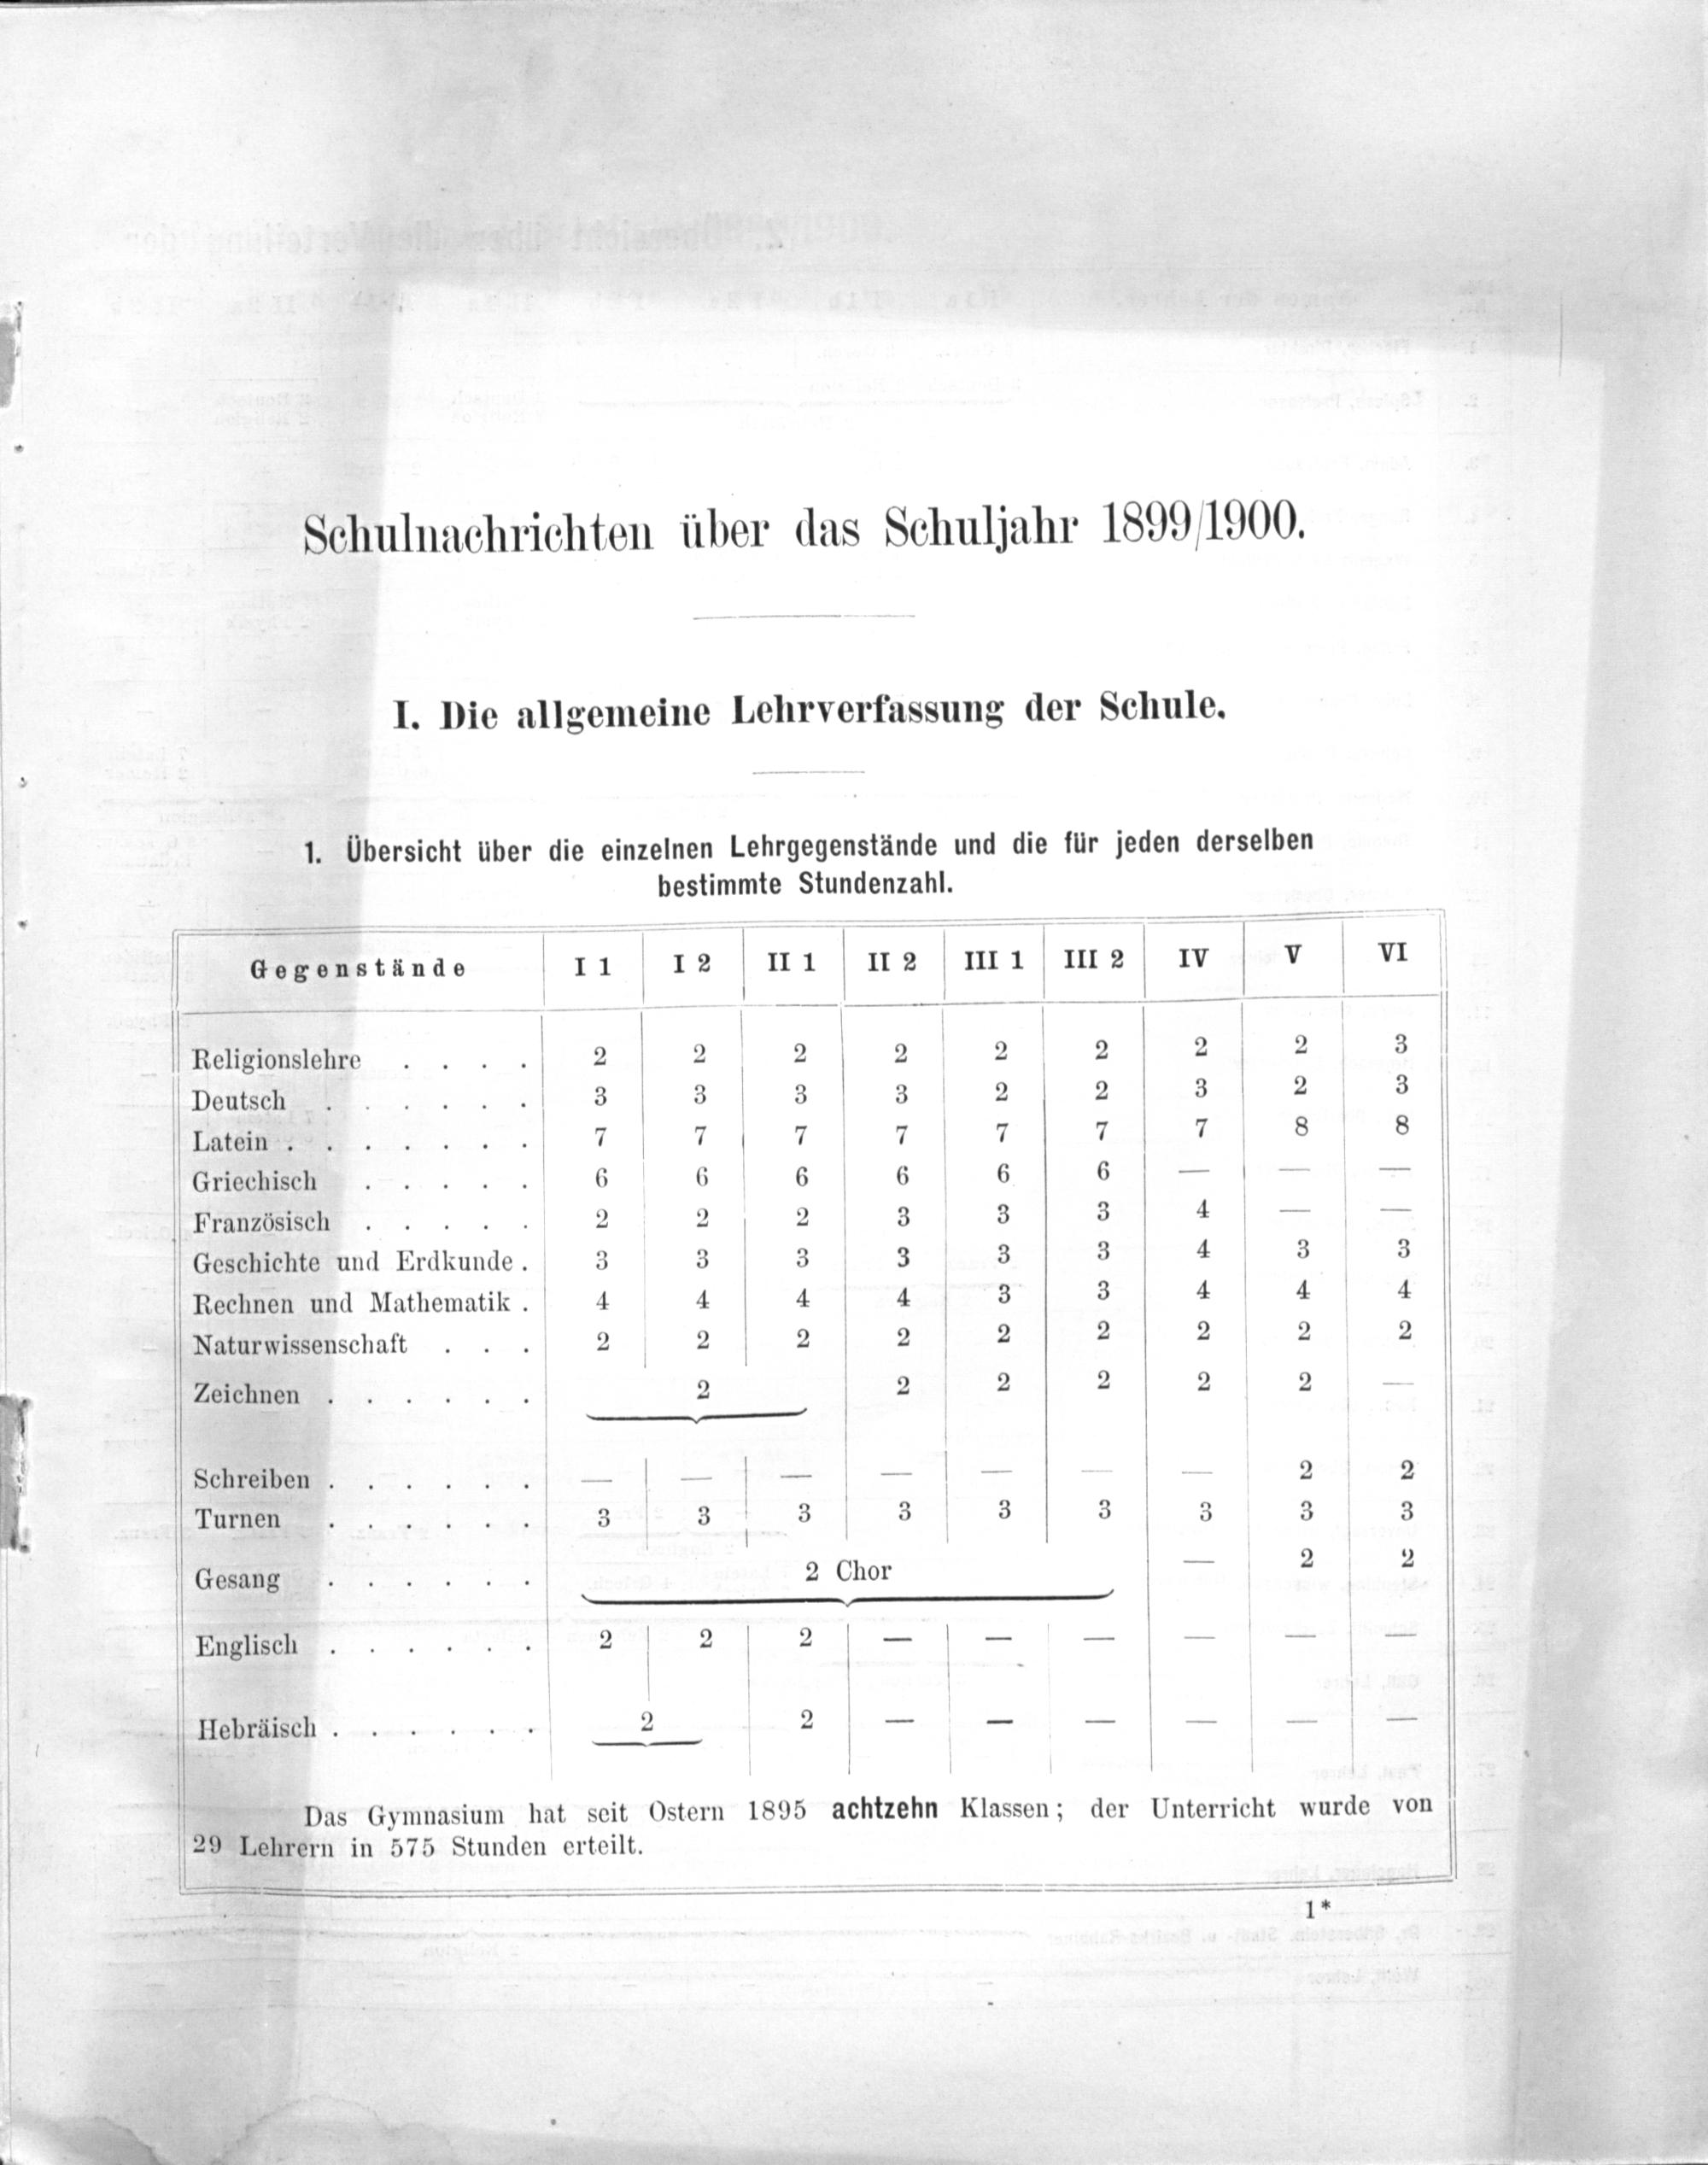 Schulnachrichten über das Schuljahr 1899/1900.
I. Die allgemeine Lehrverfassung der Schule.
1. Übersicht über die einzelnen Lehrgegenstände und die für jeden derselben
bestimmte Stundenzahl.
Gegenstände I 1 I 2 II 1 II 2 III 1 III 2 IV V VI
Religionslehre . . . . 2 2 2 2 2 2 2 2 3
Deutsch . . . . . . 3 3 3 3 2 2 3 2 3
Latein . . . . . . . 7 7 7 7 7 7 7 8 8
Griechisch . . . . . 6 6 6 6 6 6 — — —
Französisch . . . . . 2 2 2 3 3 3 4 — —
Geschichte und Erdkunde . 3 3 3 3 3 3 4 3 3
Rechnen und Mathematik . 4 4 4 4 3 3 4 4 4
Naturwissenschaft . . . 2 2 2 2 2 2 2 2 2
Zeichnen . . . . . . 2 2 2 2 2 2 —
Schreiben . . . . . . — — — — — — — 2 2
Turnen . . . . . . 3 3 3 3 3 3 3 3 3
Gesang . . . . . . 2 Chor — 2 2
Englisch . . . . . . 2 2 2 — — — — — —
Hebräisch . . . . . . 2 2 — — — — — —
Das Gymnasium hat seit Ostern 1895 achtzehn Klassen; der Unterricht wurde von
29 Lehrern in 575 Stunden erteilt.
1*